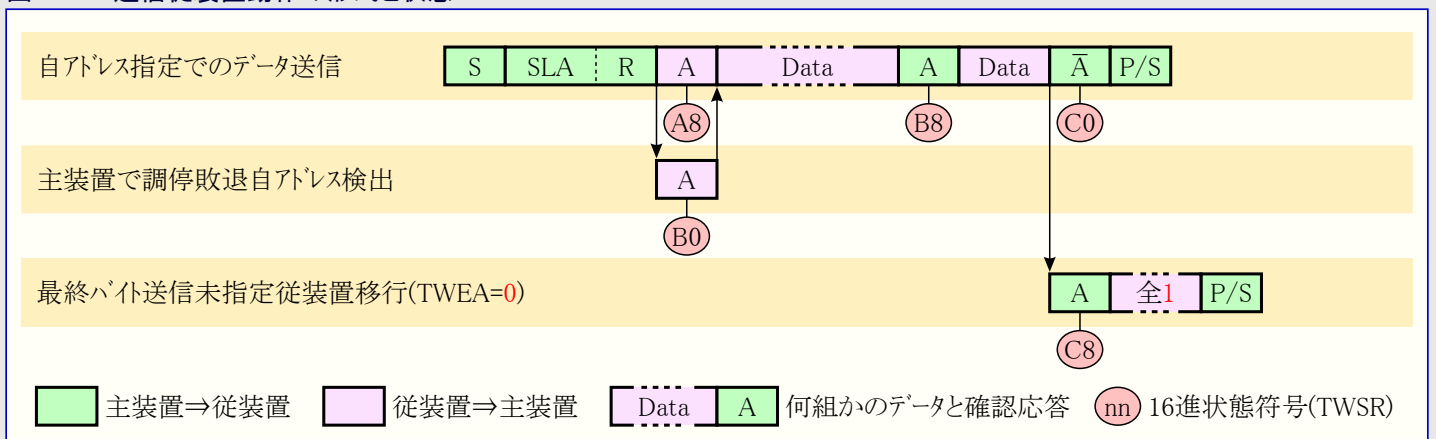 自アドレス指定でのデータ送信
S SLA R A Data A Data A̅ P/S
A8 B8 C0
主装置で調停敗退自アドレス検出
A
B0
最終バイト送信未指定従装置移行(TWEA=0)
A 全1 P/S
C8
主装置⇒従装置 従装置⇒主装置 Data A 何組かのデータと確認応答 nn 16進状態符号(TWSR)